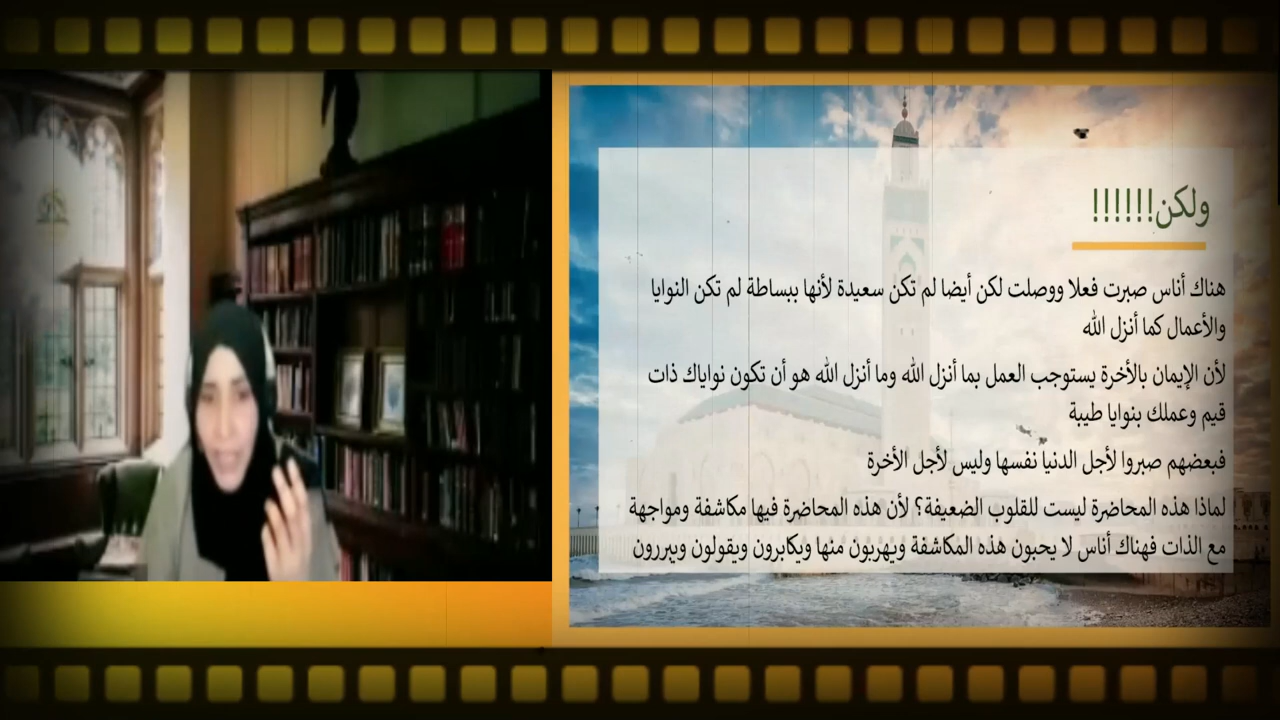 ولكن!!!!!!
هناك أناس صبرت فعلا ووصلت لكن أيضا لم تكن سعيدة لأنها ببساطة لم تكن النوايا
والأعمال كما أنزل الله
لأن الإيمان بالأخرة يستوجب العمل بما أنزل الله وما أنزل الله هو أن تكون نواياك ذات
قيم وعملك بنوايا طيبة
فبعضهم صبروا لأجل الدنيا نفسها وليس لأجل الأخرة
لماذا هذه المحاضرة ليست للقلوب الضعيفة؟ لأن هذه المحاضرة فيها مكاشفة ومواجهة
مع الذات فهناك أناس لا يحبون هذه المكاشفة ويهربون منها ويكابرون ويقولون ويبررون